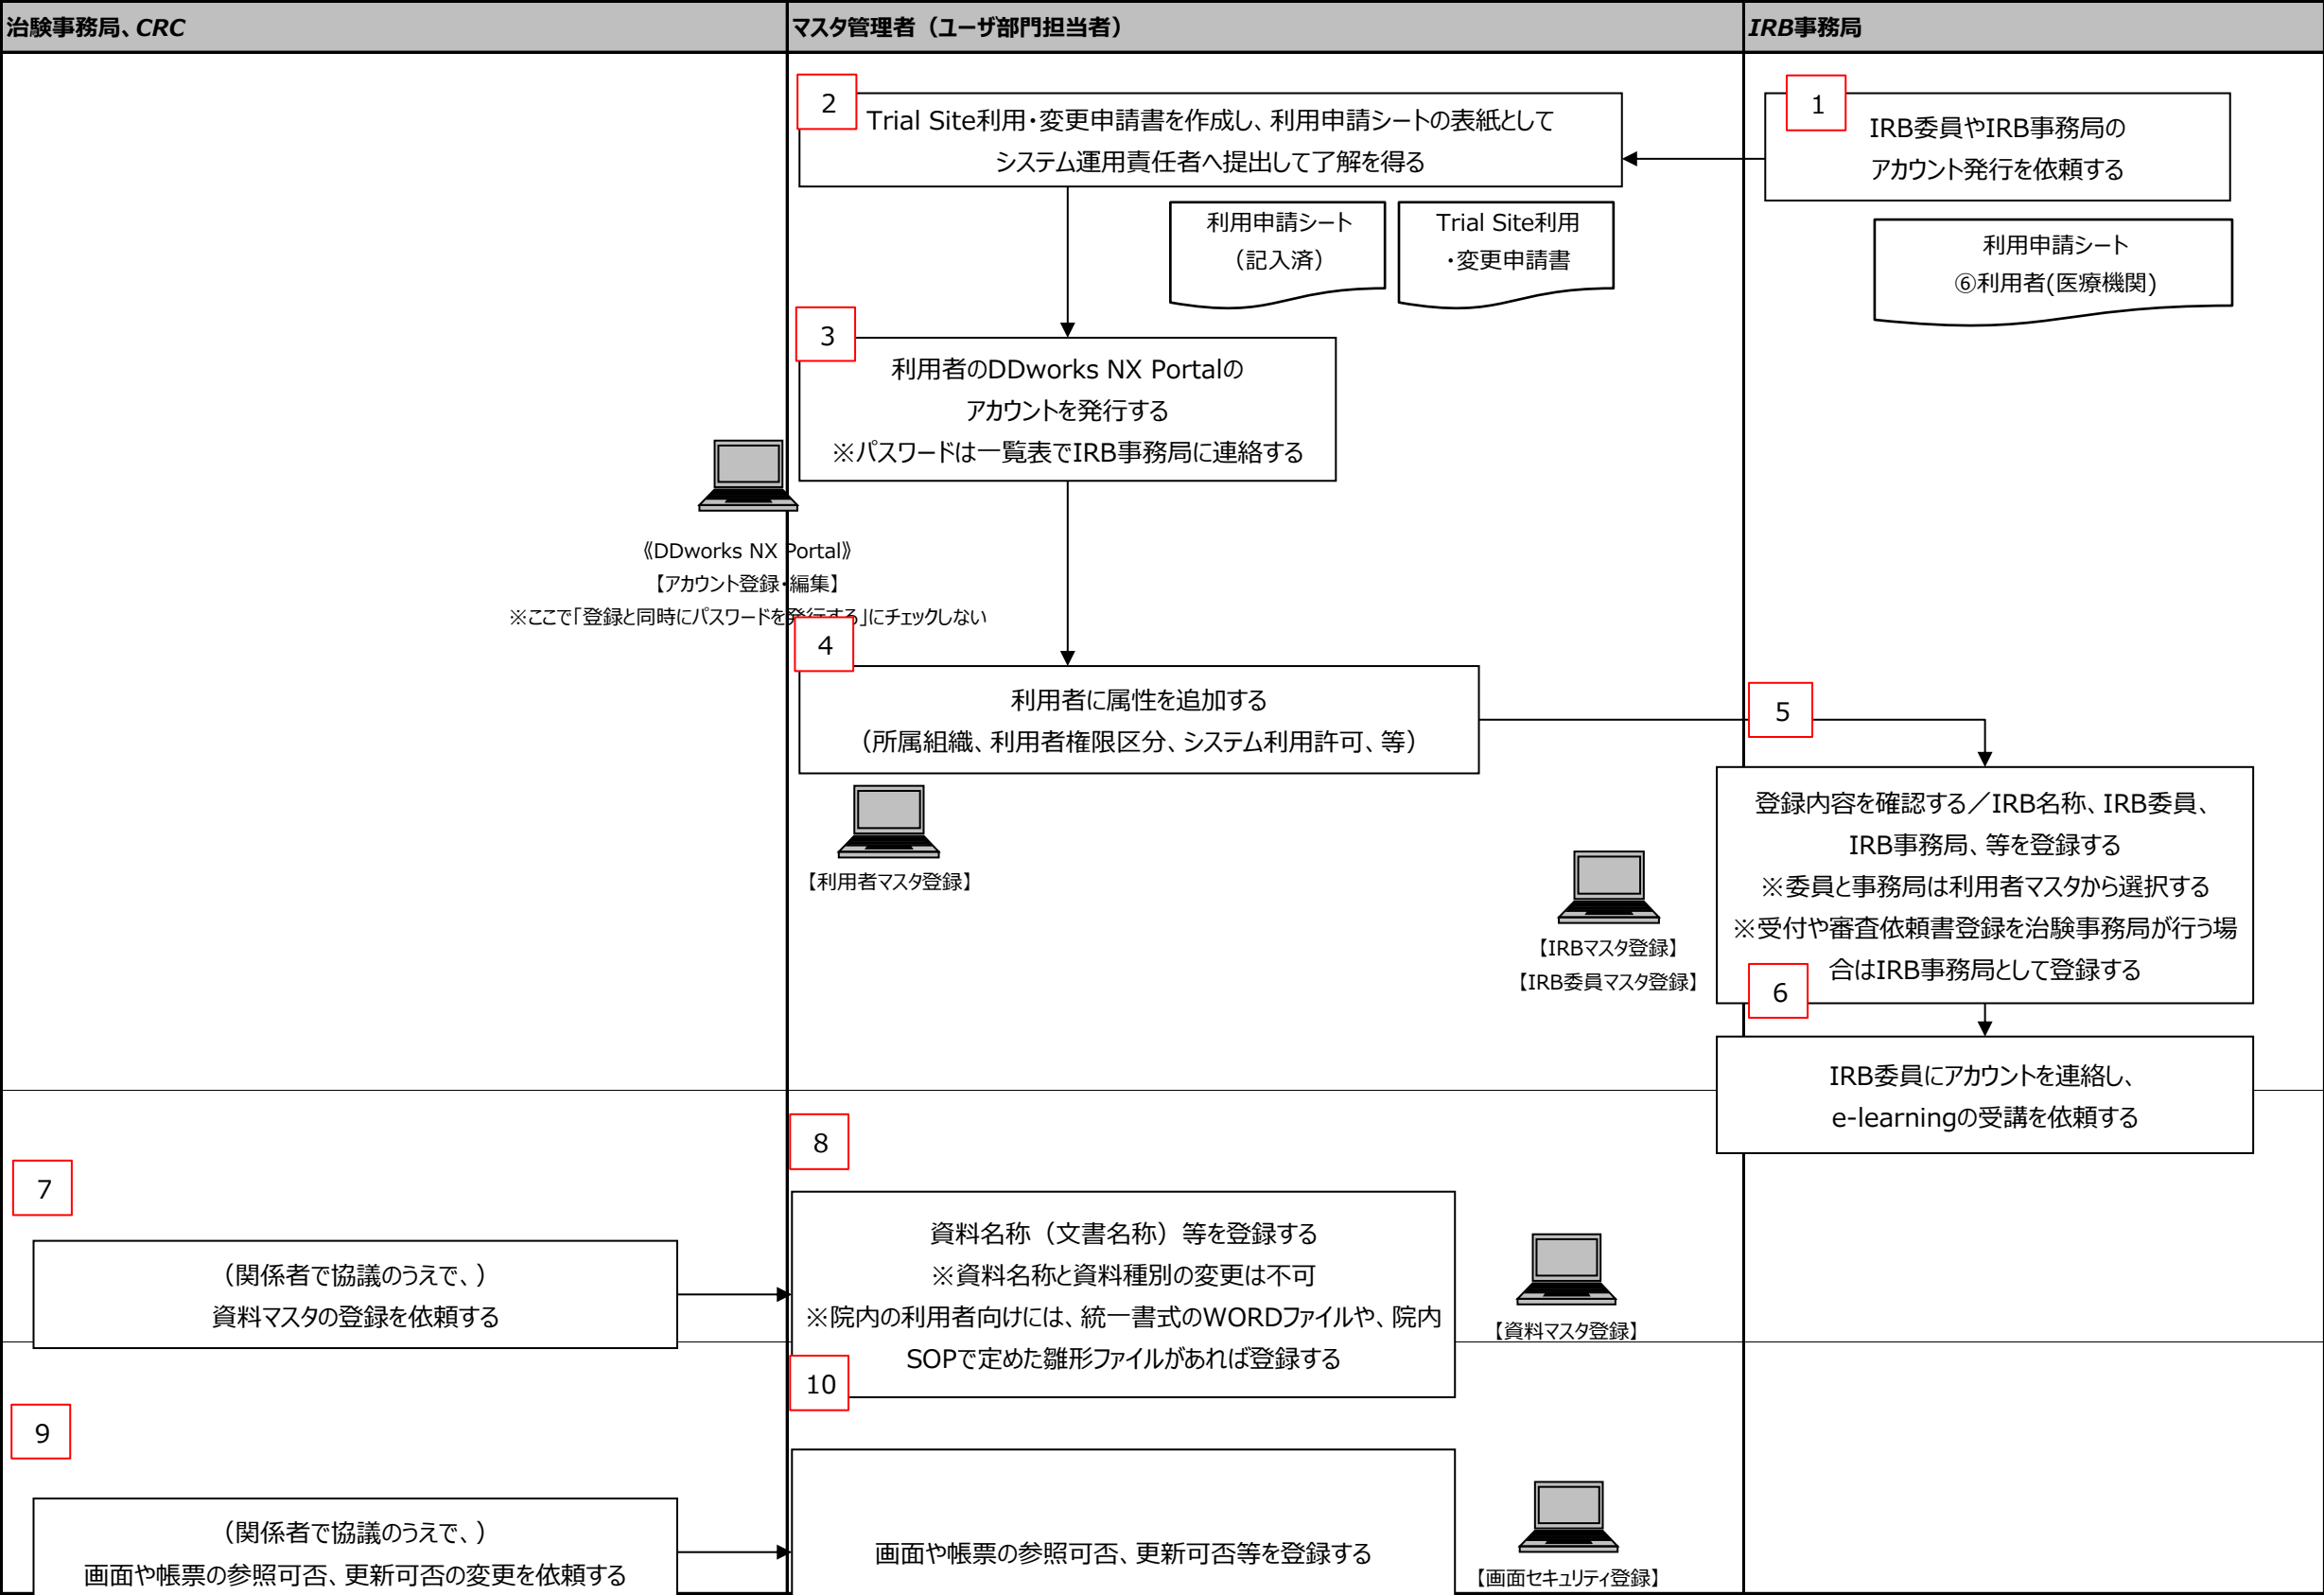 治験事務局、CRC
マスタ管理者（ユーザ部門担当者）
IRB事務局
1
IRB委員やIRB事務局の
アカウント発行を依頼する
利用申請シート
⑥利用者(医療機関)
2
Trial Site利用・変更申請書を作成し、利用申請シートの表紙として
システム運用責任者へ提出して了解を得る
利用申請シート
（記入済）
Trial Site利用
・変更申請書
3
利用者のDDworks NX Portalの
アカウントを発行する
※パスワードは一覧表でIRB事務局に連絡する
《DDworks NX Portal》
【アカウント登録・編集】
※ここで「登録と同時にパスワードを発行する」にチェックしない
4
利用者に属性を追加する
（所属組織、利用者権限区分、システム利用許可、等）
【利用者マスタ登録】
5
登録内容を確認する／IRB名称、IRB委員、
IRB事務局、等を登録する
※委員と事務局は利用者マスタから選択する
※受付や審査依頼書登録を治験事務局が行う場
合はIRB事務局として登録する
【IRBマスタ登録】
【IRB委員マスタ登録】
6
IRB委員にアカウントを連絡し、
e-learningの受講を依頼する
7
（関係者で協議のうえで、）
資料マスタの登録を依頼する
8
資料名称（文書名称）等を登録する
※資料名称と資料種別の変更は不可
※院内の利用者向けには、統一書式のWORDファイルや、院内
SOPで定めた雛形ファイルがあれば登録する
【資料マスタ登録】
9
（関係者で協議のうえで、）
画面や帳票の参照可否、更新可否の変更を依頼する
10
画面や帳票の参照可否、更新可否等を登録する
【画面セキュリティ登録】